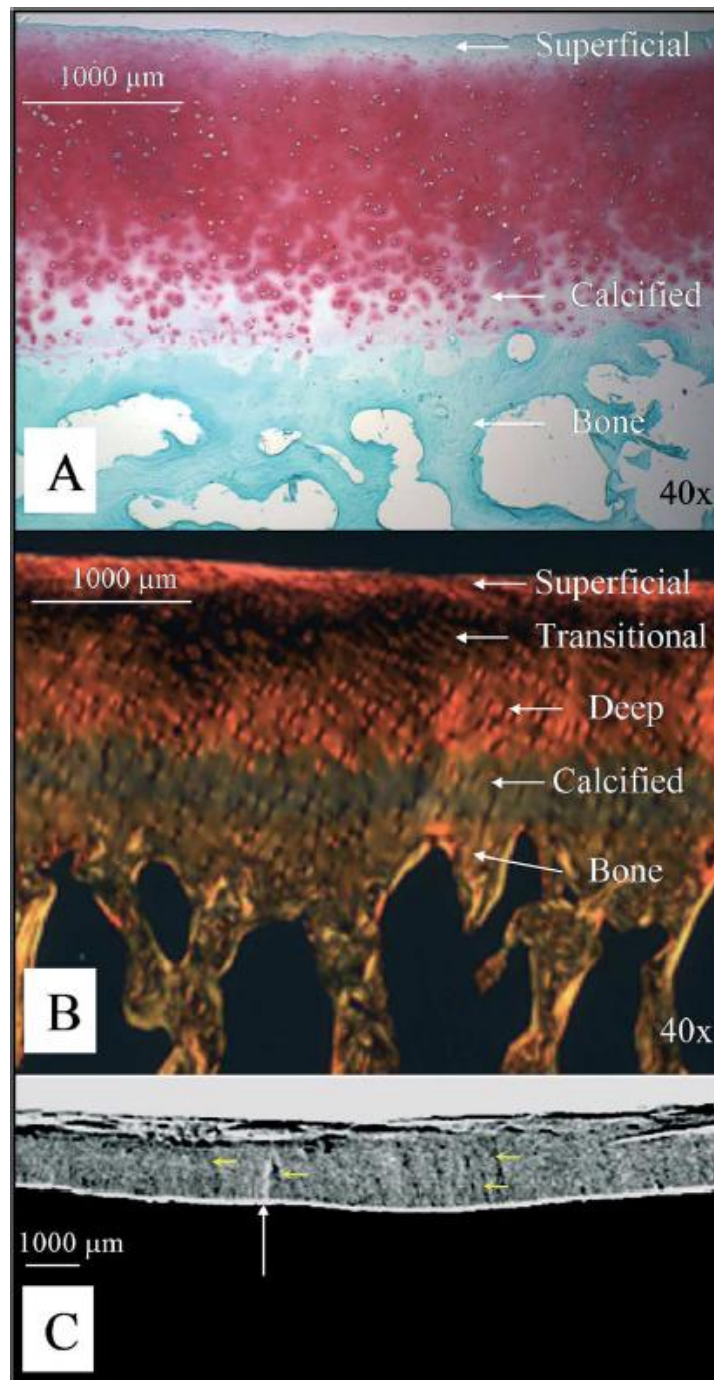 Superficial
1000 µm
Calcified
Bone
A
40x
1000 µm
Superficial
Transitional
Deep
Calcified
Bone
B
40x
1000 µm
C